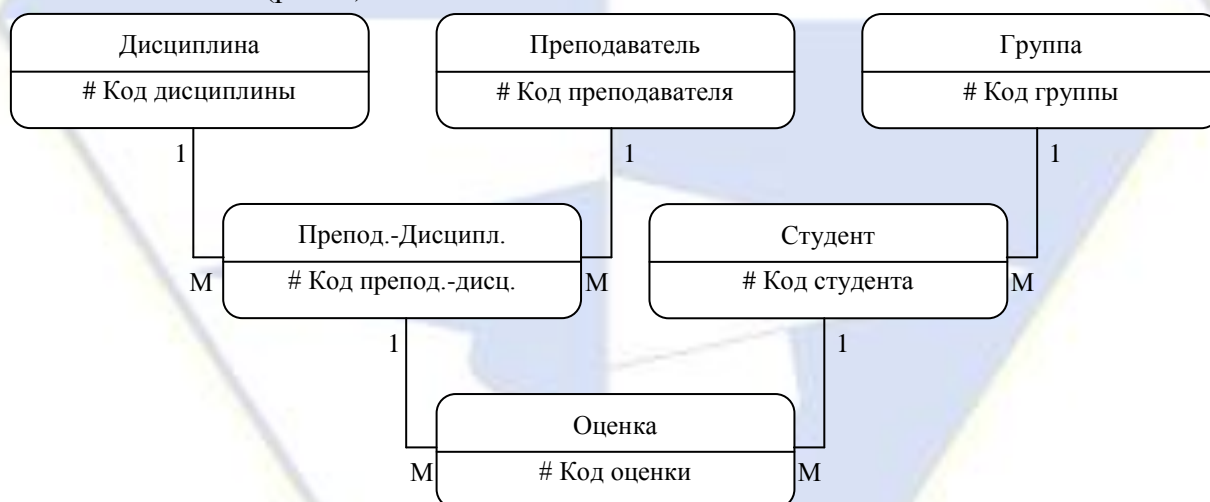 Дисциплина
# Код дисциплины
Преподаватель
# Код преподавателя
Группа
# Код группы
1
1
1
Препод.-Дисципл.
# Код препод.-дисц.
Студент
# Код студента
М
М
М
1
1
Оценка
# Код оценки
М
М